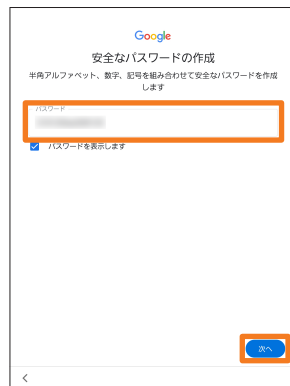 Google
安全なパスワードの作成
半角アルファベット、数字、記号を組み合わせて安全なパスワードを作成
します
パスワード
パスワードを表示します
次へ